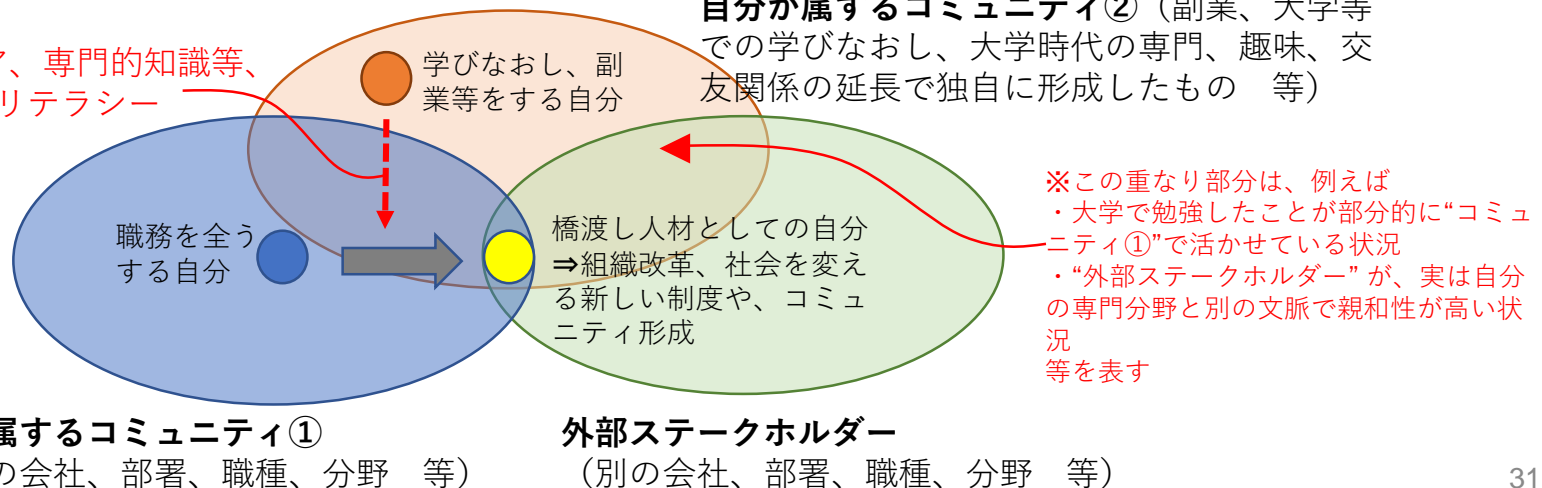 自分が属するコミュニティ②（副業、大学等
での学びなおし、大学時代の専門、趣味、交
友関係の延長で独自に形成したもの　等）
、専門的知識等、
リテラシー
学びなおし、副
業等をする自分
※この重なり部分は、例えば
・大学で勉強したことが部分的に“コミュ
ニティ①”で活かせている状況
・“外部ステークホルダー” が、実は自分
の専門分野と別の文脈で親和性が高い状
況
等を表す
職務を全う
する自分
橋渡し人材としての自分
⇒組織改革、社会を変え
る新しい制度や、コミュ
ニティ形成
属するコミュニティ①
の会社、部署、職種、分野　等）
外部ステークホルダー
（別の会社、部署、職種、分野　等）
31